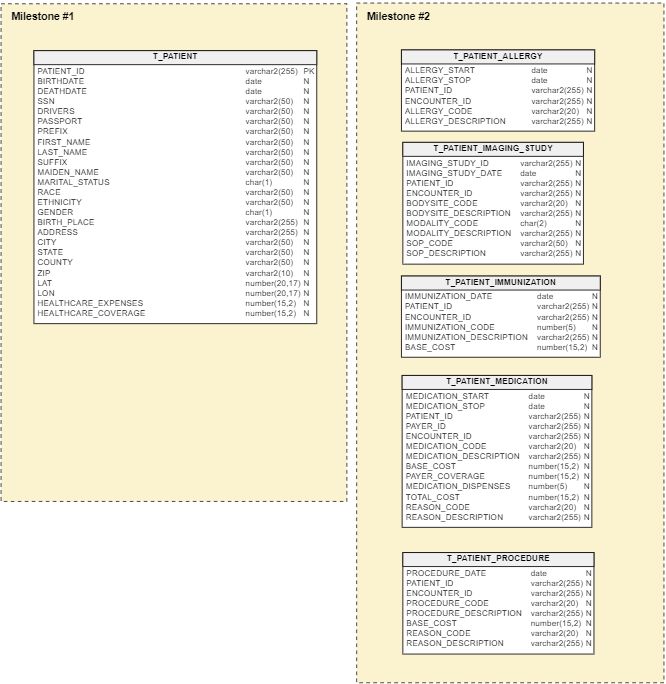 Milestone #1
T_PATIENT
PATIENT_ID varchar2(255) PK
BIRTHDATE date N
DEATHDATE date N
SSN varchar2(50) N
DRIVERS varchar2(50) N
PASSPORT varchar2(50) N
PREFIX varchar2(50) N
FIRST_NAME varchar2(50) N
LAST_NAME varchar2(50) N
SUFFIX varchar2(50) N
MAIDEN_NAME varchar2(50) N
MARITAL_STATUS char(1) N
RACE varchar2(50) N
ETHNICITY varchar2(50) N
GENDER char(1) N
BIRTH_PLACE varchar2(255) N
ADDRESS varchar2(255) N
CITY varchar2(50) N
STATE varchar2(50) N
COUNTY varchar2(50) N
ZIP varchar2(10) N
LAT number(20,17) N
LON number(20,17) N
HEALTHCARE_EXPENSES number(15,2) N
HEALTHCARE_COVERAGE number(15,2) N
Milestone #2
T_PATIENT_ALLERGY
ALLERGY_START date N
ALLERGY_STOP date N
PATIENT_ID varchar2(255) N
ENCOUNTER_ID varchar2(255) N
ALLERGY_CODE varchar2(20) N
ALLERGY_DESCRIPTION varchar2(255) N
T_PATIENT_IMAGING_STUDY
IMAGING_STUDY_ID varchar2(255) N
IMAGING_STUDY_DATE date N
PATIENT_ID varchar2(255) N
ENCOUNTER_ID varchar2(255) N
BODYSITE_CODE varchar2(20) N
BODYSITE_DESCRIPTION varchar2(255) N
MODALITY_CODE char(2) N
MODALITY_DESCRIPTION varchar2(255) N
SOP_CODE varchar2(50) N
SOP_DESCRIPTION varchar2(255) N
T_PATIENT_IMMUNIZATION
IMMUNIZATION_DATE date N
PATIENT_ID varchar2(255) N
ENCOUNTER_ID varchar2(255) N
IMMUNIZATION_CODE number(5) N
IMMUNIZATION_DESCRIPTION varchar2(255) N
BASE_COST number(15,2) N
T_PATIENT_MEDICATION
MEDICATION_START date N
MEDICATION_STOP date N
PATIENT_ID varchar2(255) N
PAYER_ID varchar2(255) N
ENCOUNTER_ID varchar2(255) N
MEDICATION_CODE varchar2(20) N
MEDICATION_DESCRIPTION varchar2(255) N
BASE_COST number(15,2) N
PAYER_COVERAGE number(15,2) N
MEDICATION_DISPENSES number(5) N
TOTAL_COST number(15,2) N
REASON_CODE varchar2(20) N
REASON_DESCRIPTION varchar2(255) N
T_PATIENT_PROCEDURE
PROCEDURE_DATE date N
PATIENT_ID varchar2(255) N
ENCOUNTER_ID varchar2(255) N
PROCEDURE_CODE varchar2(20) N
PROCEDURE_DESCRIPTION varchar2(255) N
BASE_COST number(15,2) N
REASON_CODE varchar2(20) N
REASON_DESCRIPTION varchar2(255) N